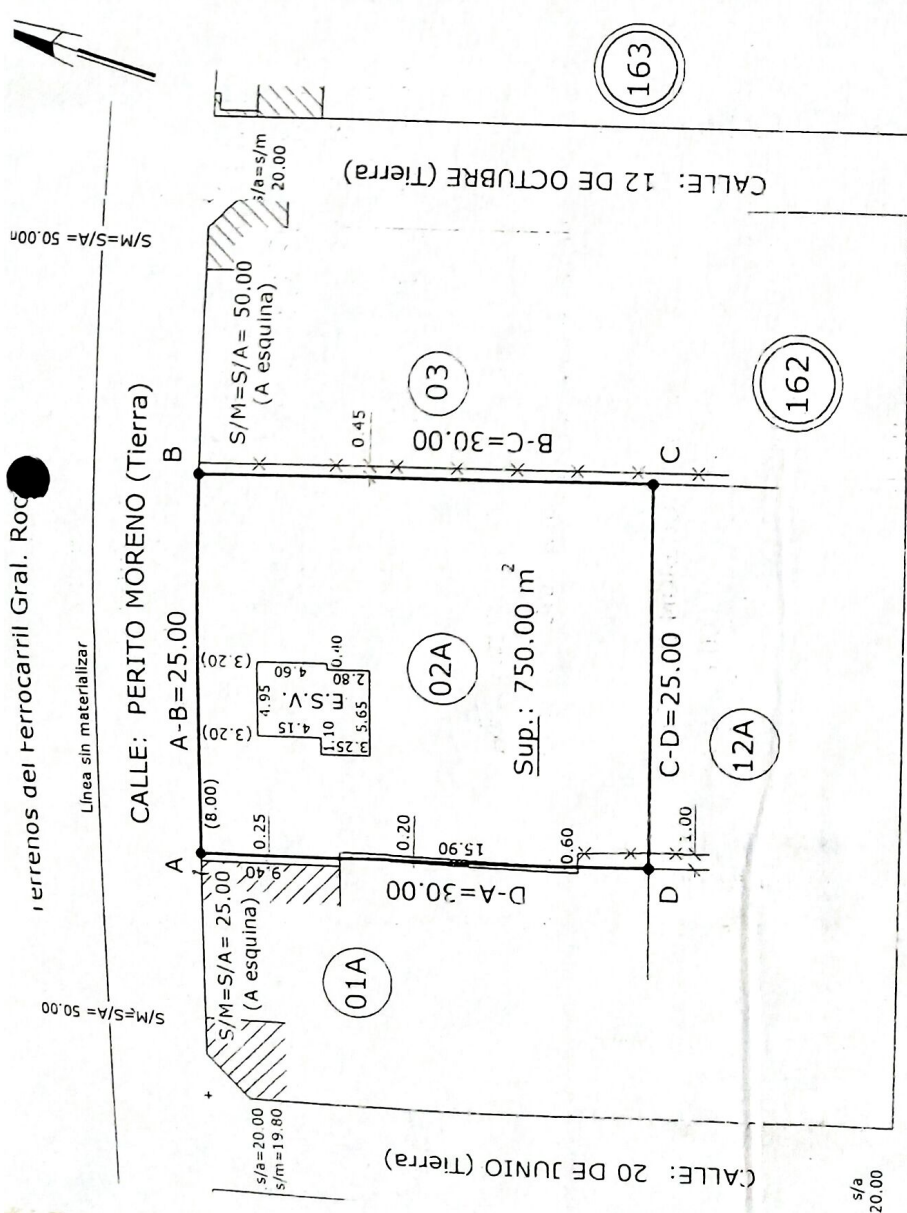 Terrenos del Ferrocarril Gral. Roc
Línea sin materializar
S/M=S/A= 50.00
S/M=S/A= 50.00m
CALLE: PERITO MORENO (Tierra)
A
A-B=25.00
B
s/a=20.00
s/m=19.80
S/M=S/A= 25.00
(A esquina)
9.40
0.25
(8.00)
(3.20)
(3.20)
4.95
4.15
4.60
E.S.V.
1.10
0.40
3.25
5.65
2.80
S/M=S/A= 50.00
(A esquina)
s/a=s/m
20.00
0.45
01A
D-A=30.00
0.20
15.90
0.60
02A
Sup.: 750.00 m²
B-C=30.00
03
D
C-D=25.00
C
1.00
12A
162
163
CALLE: 20 DE JUNIO (Tierra)
CALLE: 12 DE OCTUBRE (Tierra)
s/a
20.00